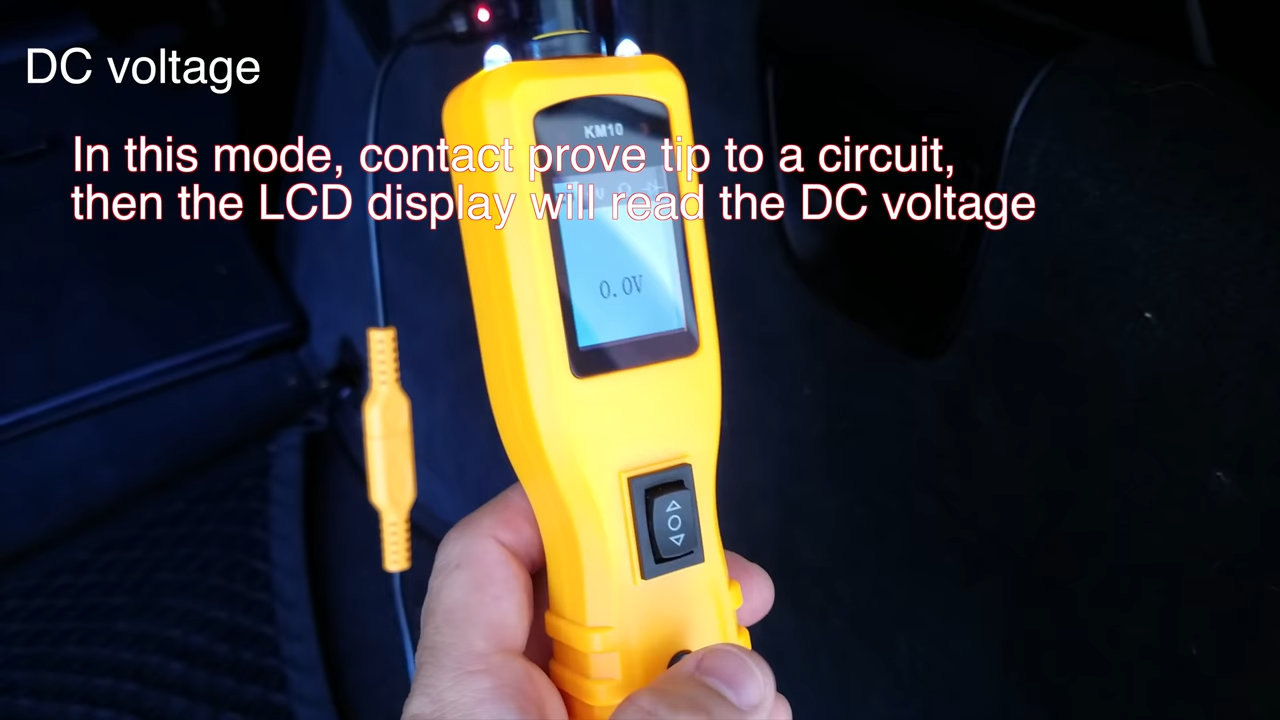 DC voltage
KM10
In this mode, contact prove tip to a circuit,
then the LCD display will read the DC voltage
0.0V